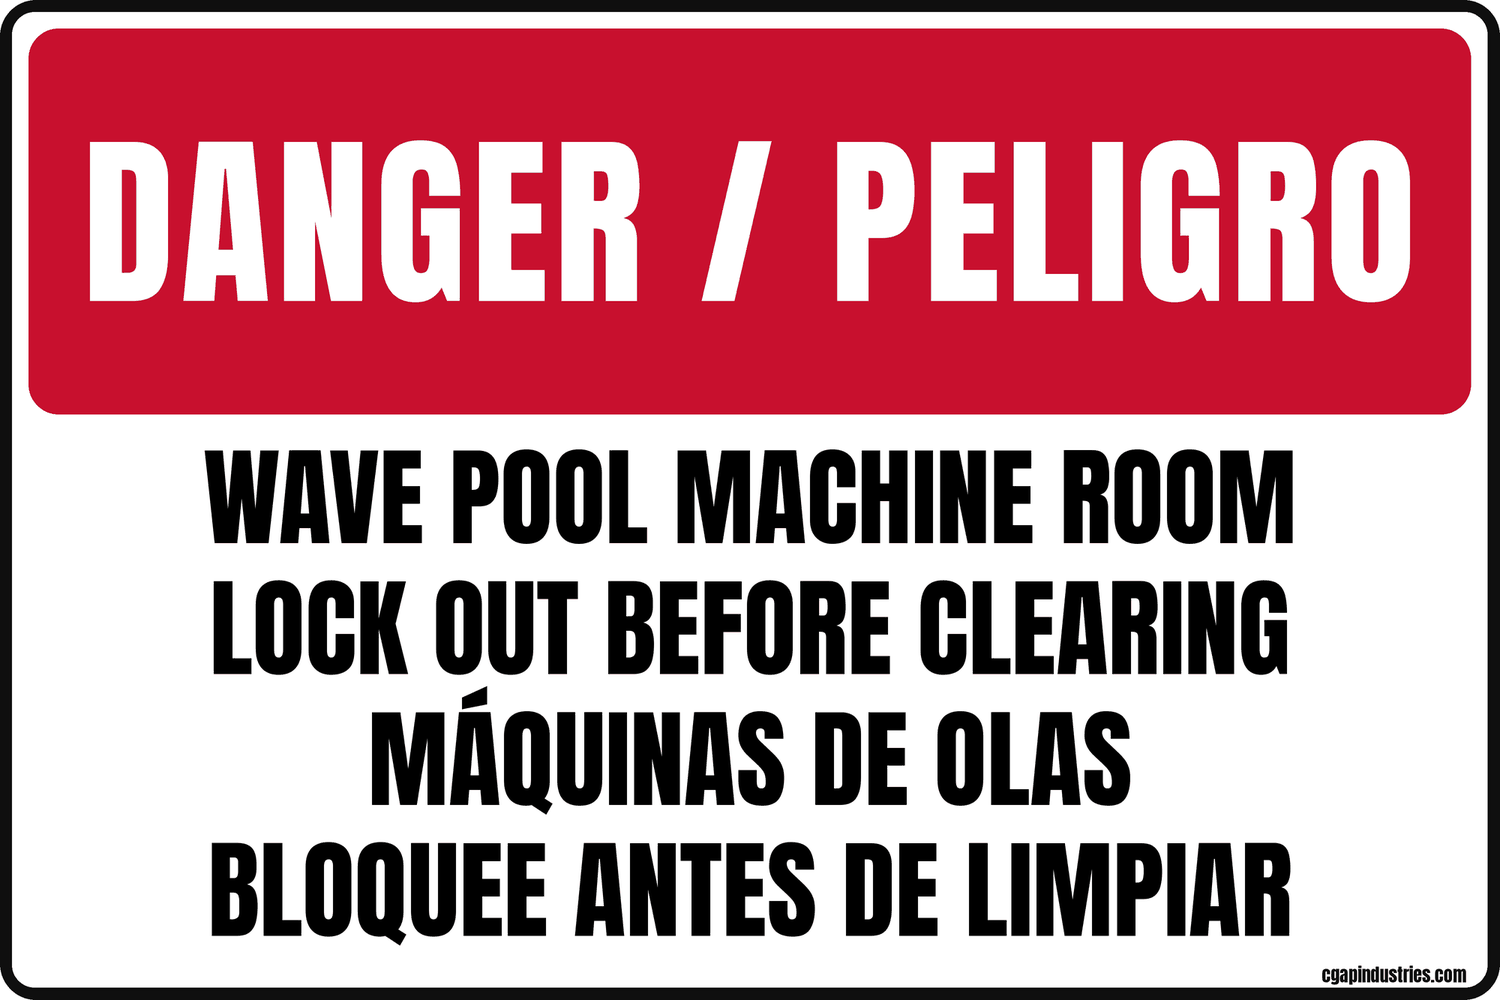 DANGER / PELIGRO
WAVE POOL MACHINE ROOM
LOCK OUT BEFORE CLEARING
MÁQUINAS DE OLAS
BLOQUEE ANTES DE LIMPIAR
cgapindustries.com